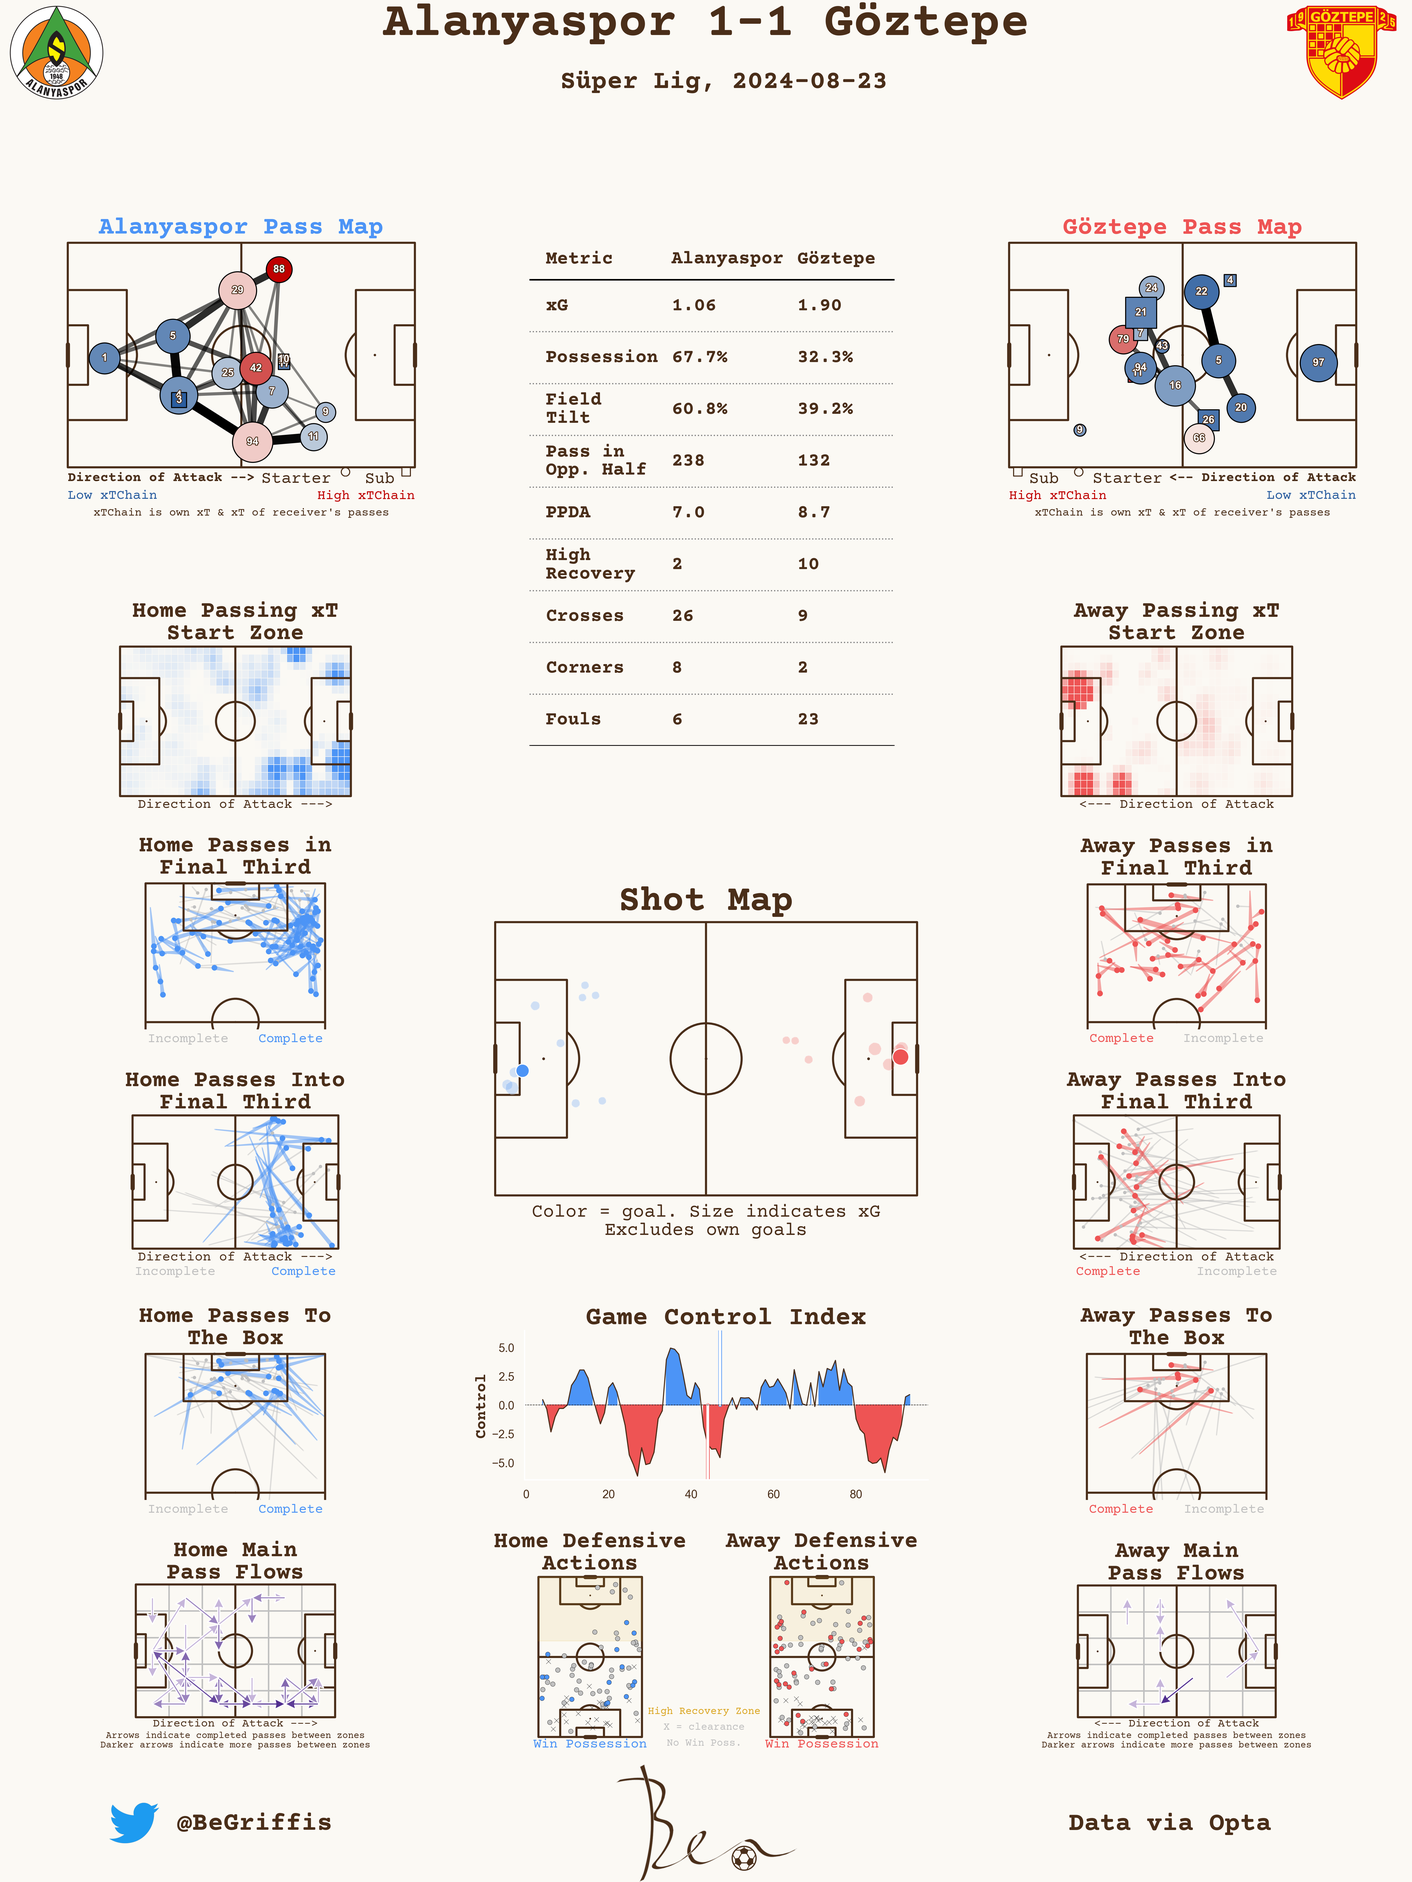 Alanyaspor 1-1 Göztepe
Süper Lig, 2024-08-23
1948
ALANYASPOR
19 GÖZTEPE 25
Alanyaspor Pass Map
88
29
5
1
25
42
10
7
3
9
94
11
Direction of Attack --> Starter Sub
Low xTChain High xTChain
xTChain is own xT & xT of receiver's passes
Metric Alanyaspor Göztepe
xG 1.06 1.90
Possession 67.7% 32.3%
Field
Tilt 60.8% 39.2%
Pass in
Opp. Half 238 132
PPDA 7.0 8.7
High
Recovery 2 10
Crosses 26 9
Corners 8 2
Fouls 6 23
Göztepe Pass Map
24
4
22
21
7
79
43
94
11
5
97
16
20
26
9
66
Sub Starter <-- Direction of Attack
High xTChain Low xTChain
xTChain is own xT & xT of receiver's passes
Home Passing xT
Start Zone
Direction of Attack --->
Away Passing xT
Start Zone
<--- Direction of Attack
Home Passes in
Final Third
Incomplete Complete
Shot Map
Color = goal. Size indicates xG
Excludes own goals
Away Passes in
Final Third
Complete Incomplete
Home Passes Into
Final Third
Direction of Attack --->
Incomplete Complete
Away Passes Into
Final Third
<--- Direction of Attack
Complete Incomplete
Home Passes To
The Box
Incomplete Complete
Game Control Index
Control
5.0
2.5
0.0
−2.5
−5.0
0 20 40 60 80
Away Passes To
The Box
Complete Incomplete
Home Main
Pass Flows
Direction of Attack --->
Arrows indicate completed passes between zones
Darker arrows indicate more passes between zones
Home Defensive
Actions
Win Possession
Away Defensive
Actions
Win Possession
High Recovery Zone
X = clearance
No Win Poss.
Away Main
Pass Flows
<--- Direction of Attack
Arrows indicate completed passes between zones
Darker arrows indicate more passes between zones
@BeGriffis
Ben
Data via Opta